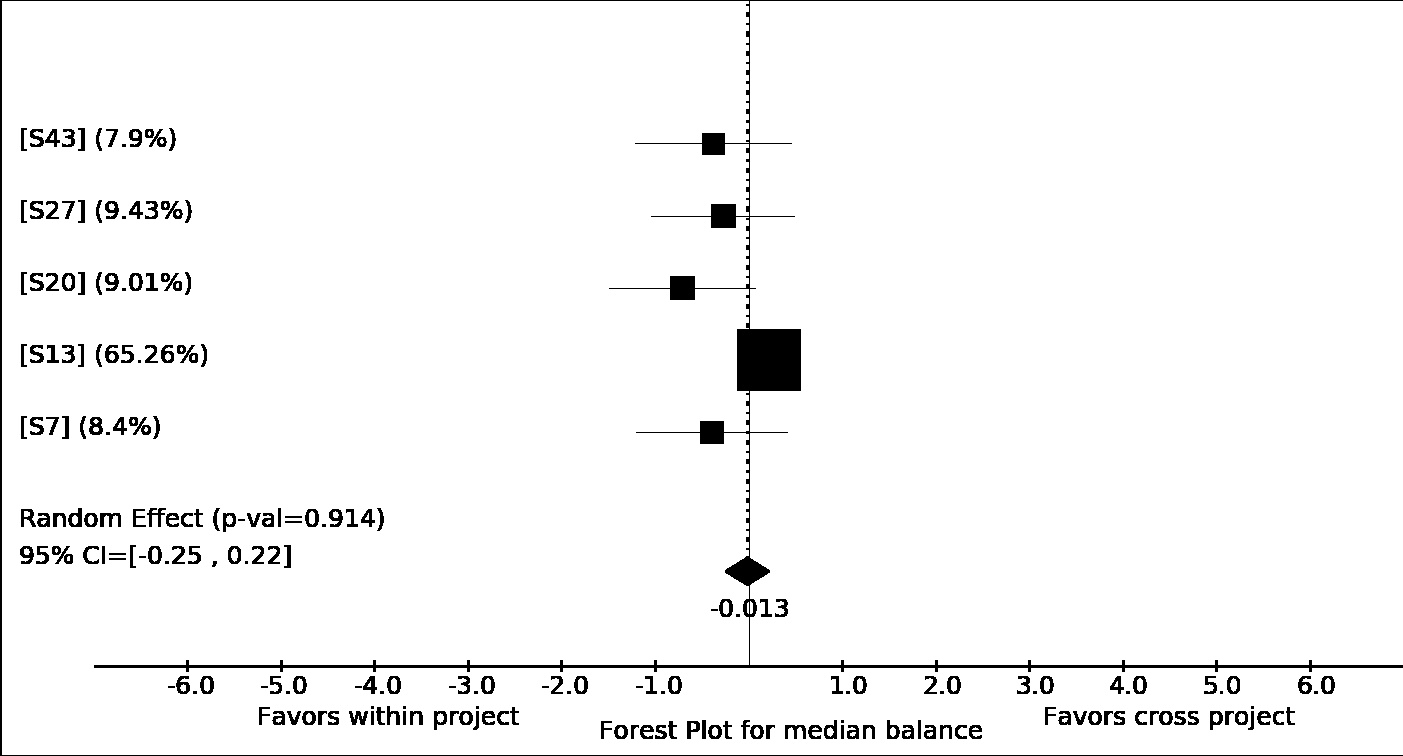 [S43] (7.9%)
[S27] (9.43%)
[S20] (9.01%)
[S13] (65.26%)
[S7] (8.4%)
Random Effect (p-val=0.914)
95% CI=[-0.25 , 0.22]
-0.013
-6.0 -5.0 -4.0 -3.0 -2.0 -1.0 1.0 2.0 3.0 4.0 5.0 6.0
Favors within project Favors cross project
Forest Plot for median balance